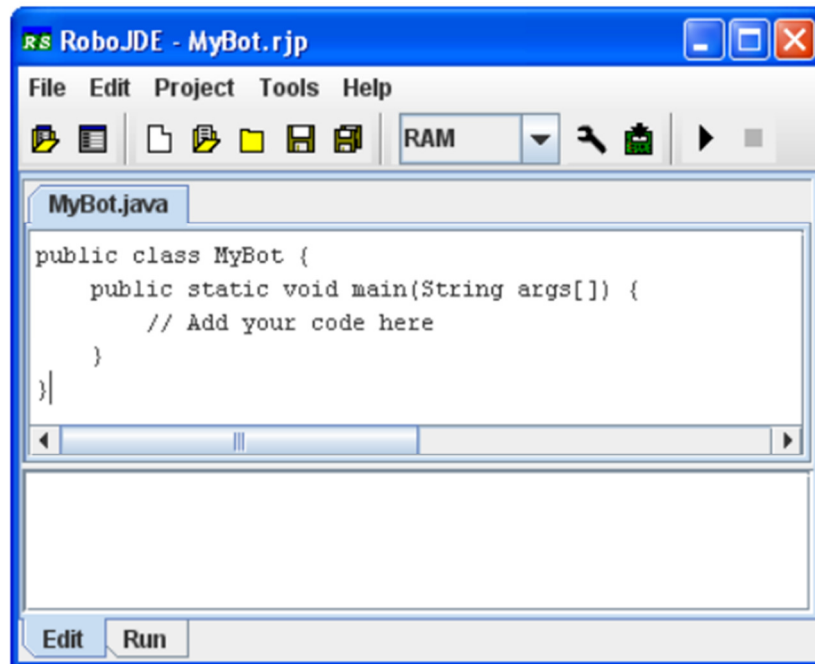 RS RoboJDE - MyBot.rjp
File Edit Project Tools Help
RAM
MyBot.java
public class MyBot {
    public static void main(String args[]) {
        // Add your code here
    }
}
Edit Run